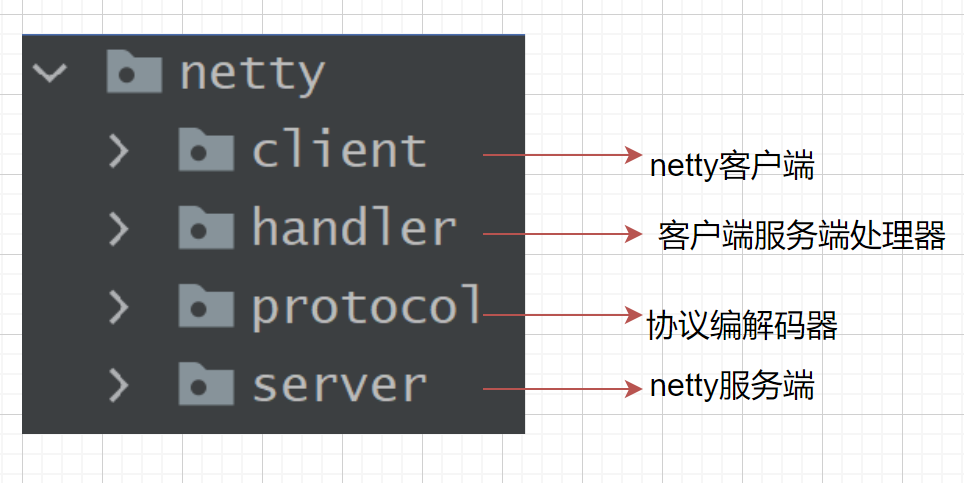 netty
client
netty客户端
handler
客户端服务端处理器
protocol
协议编解码器
server
netty服务端